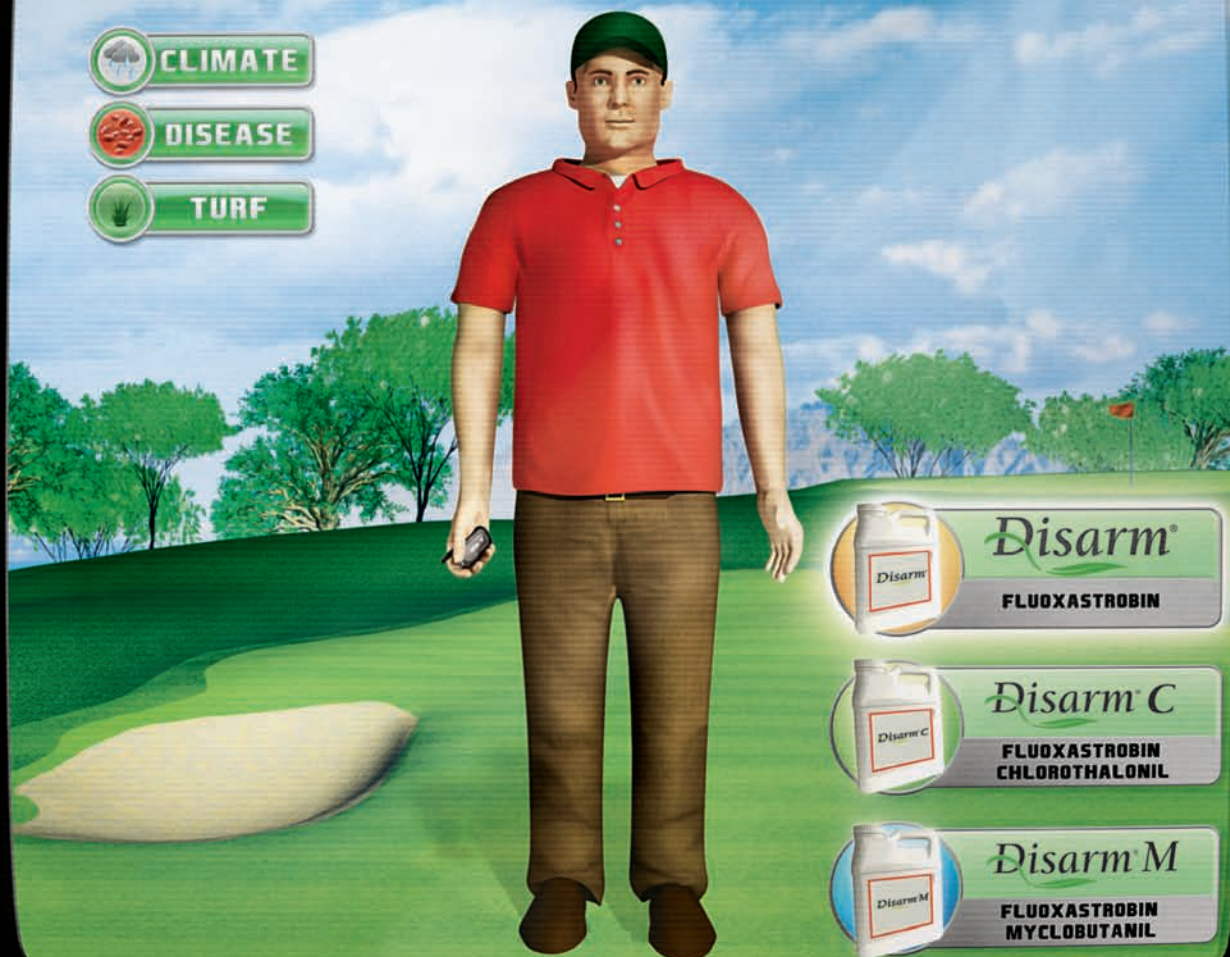 CLIMATE
DISEASE
TURF
Disarm®
FLUOXASTROBIN
Disarm
Disarm® C
FLUOXASTROBIN
CHLOROTHALONIL
Disarm C
Disarm® M
FLUOXASTROBIN
MYCLOBUTANIL
Disarm M